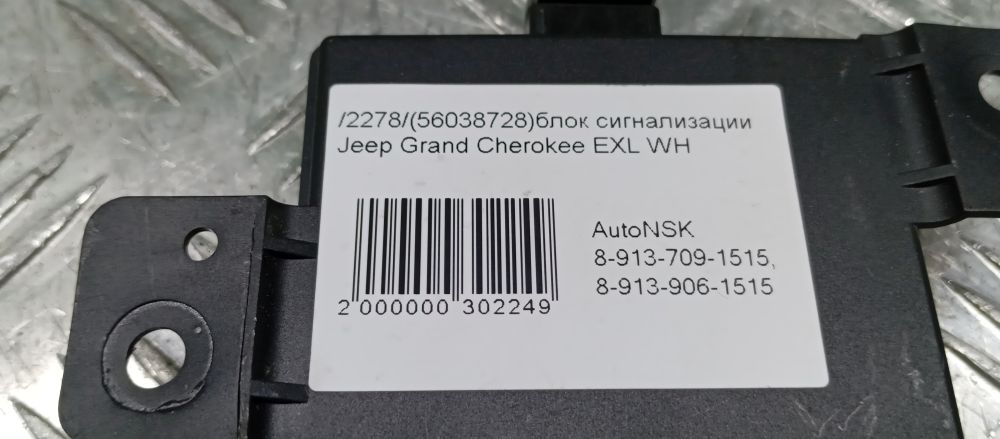 /2278/(56038728)блок сигнализации
Jeep Grand Cherokee EXL WH
AutoNSK
8-913-709-1515,
8-913-906-1515
2 000000 302249